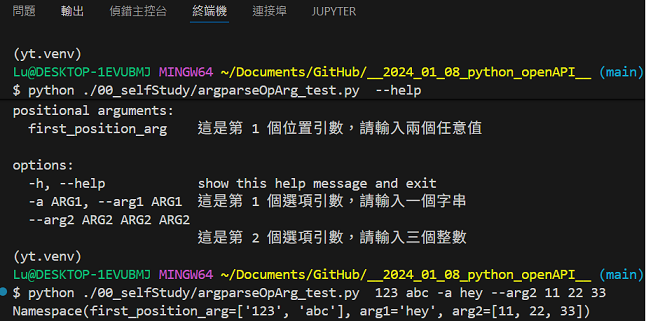 問題 輸出 偵錯主控台 終端機 連接埠 JUPYTER
(yt.venv)
Lu@DESKTOP-1EVUBMJ MINGW64 ~/Documents/GitHub/__2024_01_08_python_openAPI__ (main)
$ python ./00_selfStudy/argparseOpArg_test.py  --help
positional arguments:
  first_position_arg    這是第 1 個位置引數，請輸入兩個任意值
options:
  -h, --help            show this help message and exit
  -a ARG1, --arg1 ARG1  這是第 1 個選項引數，請輸入一個字串
  --arg2 ARG2 ARG2 ARG2
                        這是第 2 個選項引數，請輸入三個整數
(yt.venv)
Lu@DESKTOP-1EVUBMJ MINGW64 ~/Documents/GitHub/__2024_01_08_python_openAPI__ (main)
$ python ./00_selfStudy/argparseOpArg_test.py  123 abc -a hey --arg2 11 22 33
Namespace(first_position_arg=['123', 'abc'], arg1='hey', arg2=[11, 22, 33])